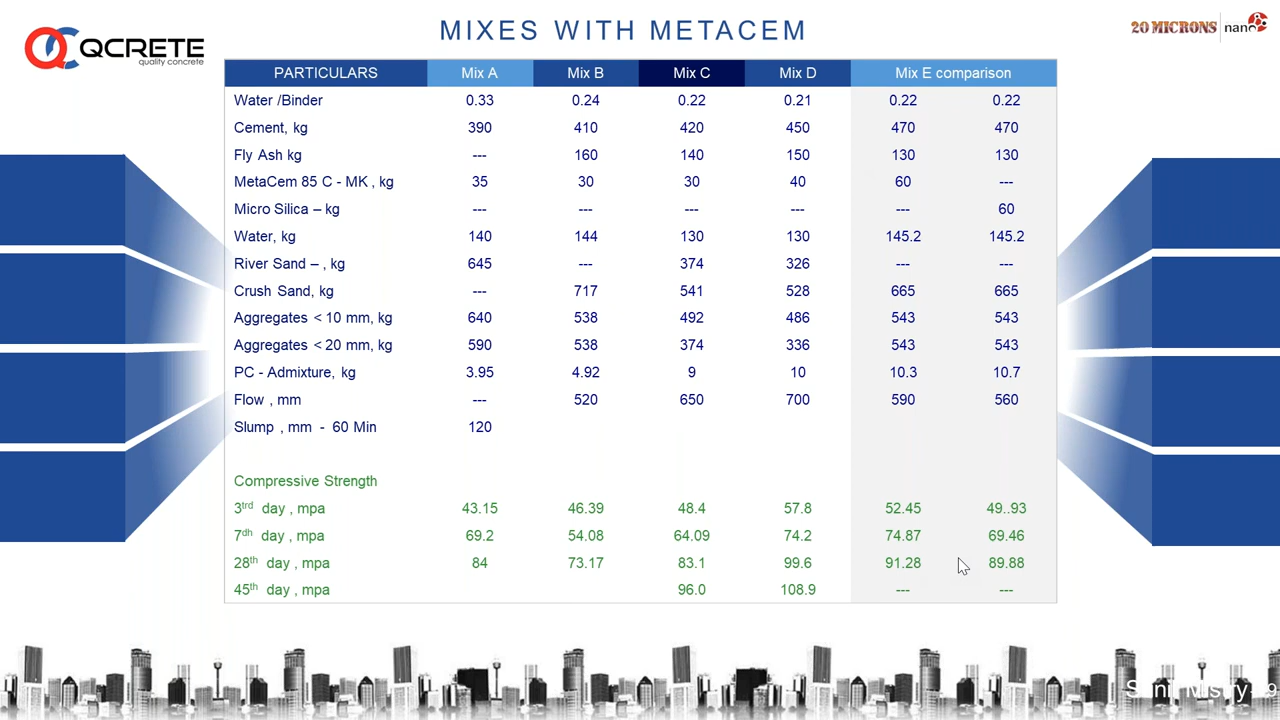 MIXES WITH METACEM
QCRETE
quality concrete
20 MICRONS nano
PARTICULARS Mix A Mix B Mix C Mix D Mix E comparison
Water /Binder 0.33 0.24 0.22 0.21 0.22 0.22
Cement, kg 390 410 420 450 470 470
Fly Ash kg --- 160 140 150 130 130
MetaCem 85 C - MK , kg 35 30 30 40 60 ---
Micro Silica – kg --- --- --- --- --- 60
Water, kg 140 144 130 130 145.2 145.2
River Sand – , kg 645 --- 374 326 --- ---
Crush Sand, kg --- 717 541 528 665 665
Aggregates < 10 mm, kg 640 538 492 486 543 543
Aggregates < 20 mm, kg 590 538 374 336 543 543
PC - Admixture, kg 3.95 4.92 9 10 10.3 10.7
Flow , mm --- 520 650 700 590 560
Slump , mm - 60 Min 120
Compressive Strength
3rd day , mpa 43.15 46.39 48.4 57.8 52.45 49..93
7dh day , mpa 69.2 54.08 64.09 74.2 74.87 69.46
28th day , mpa 84 73.17 83.1 99.6 91.28 89.88
45th day , mpa 96.0 108.9 --- ---